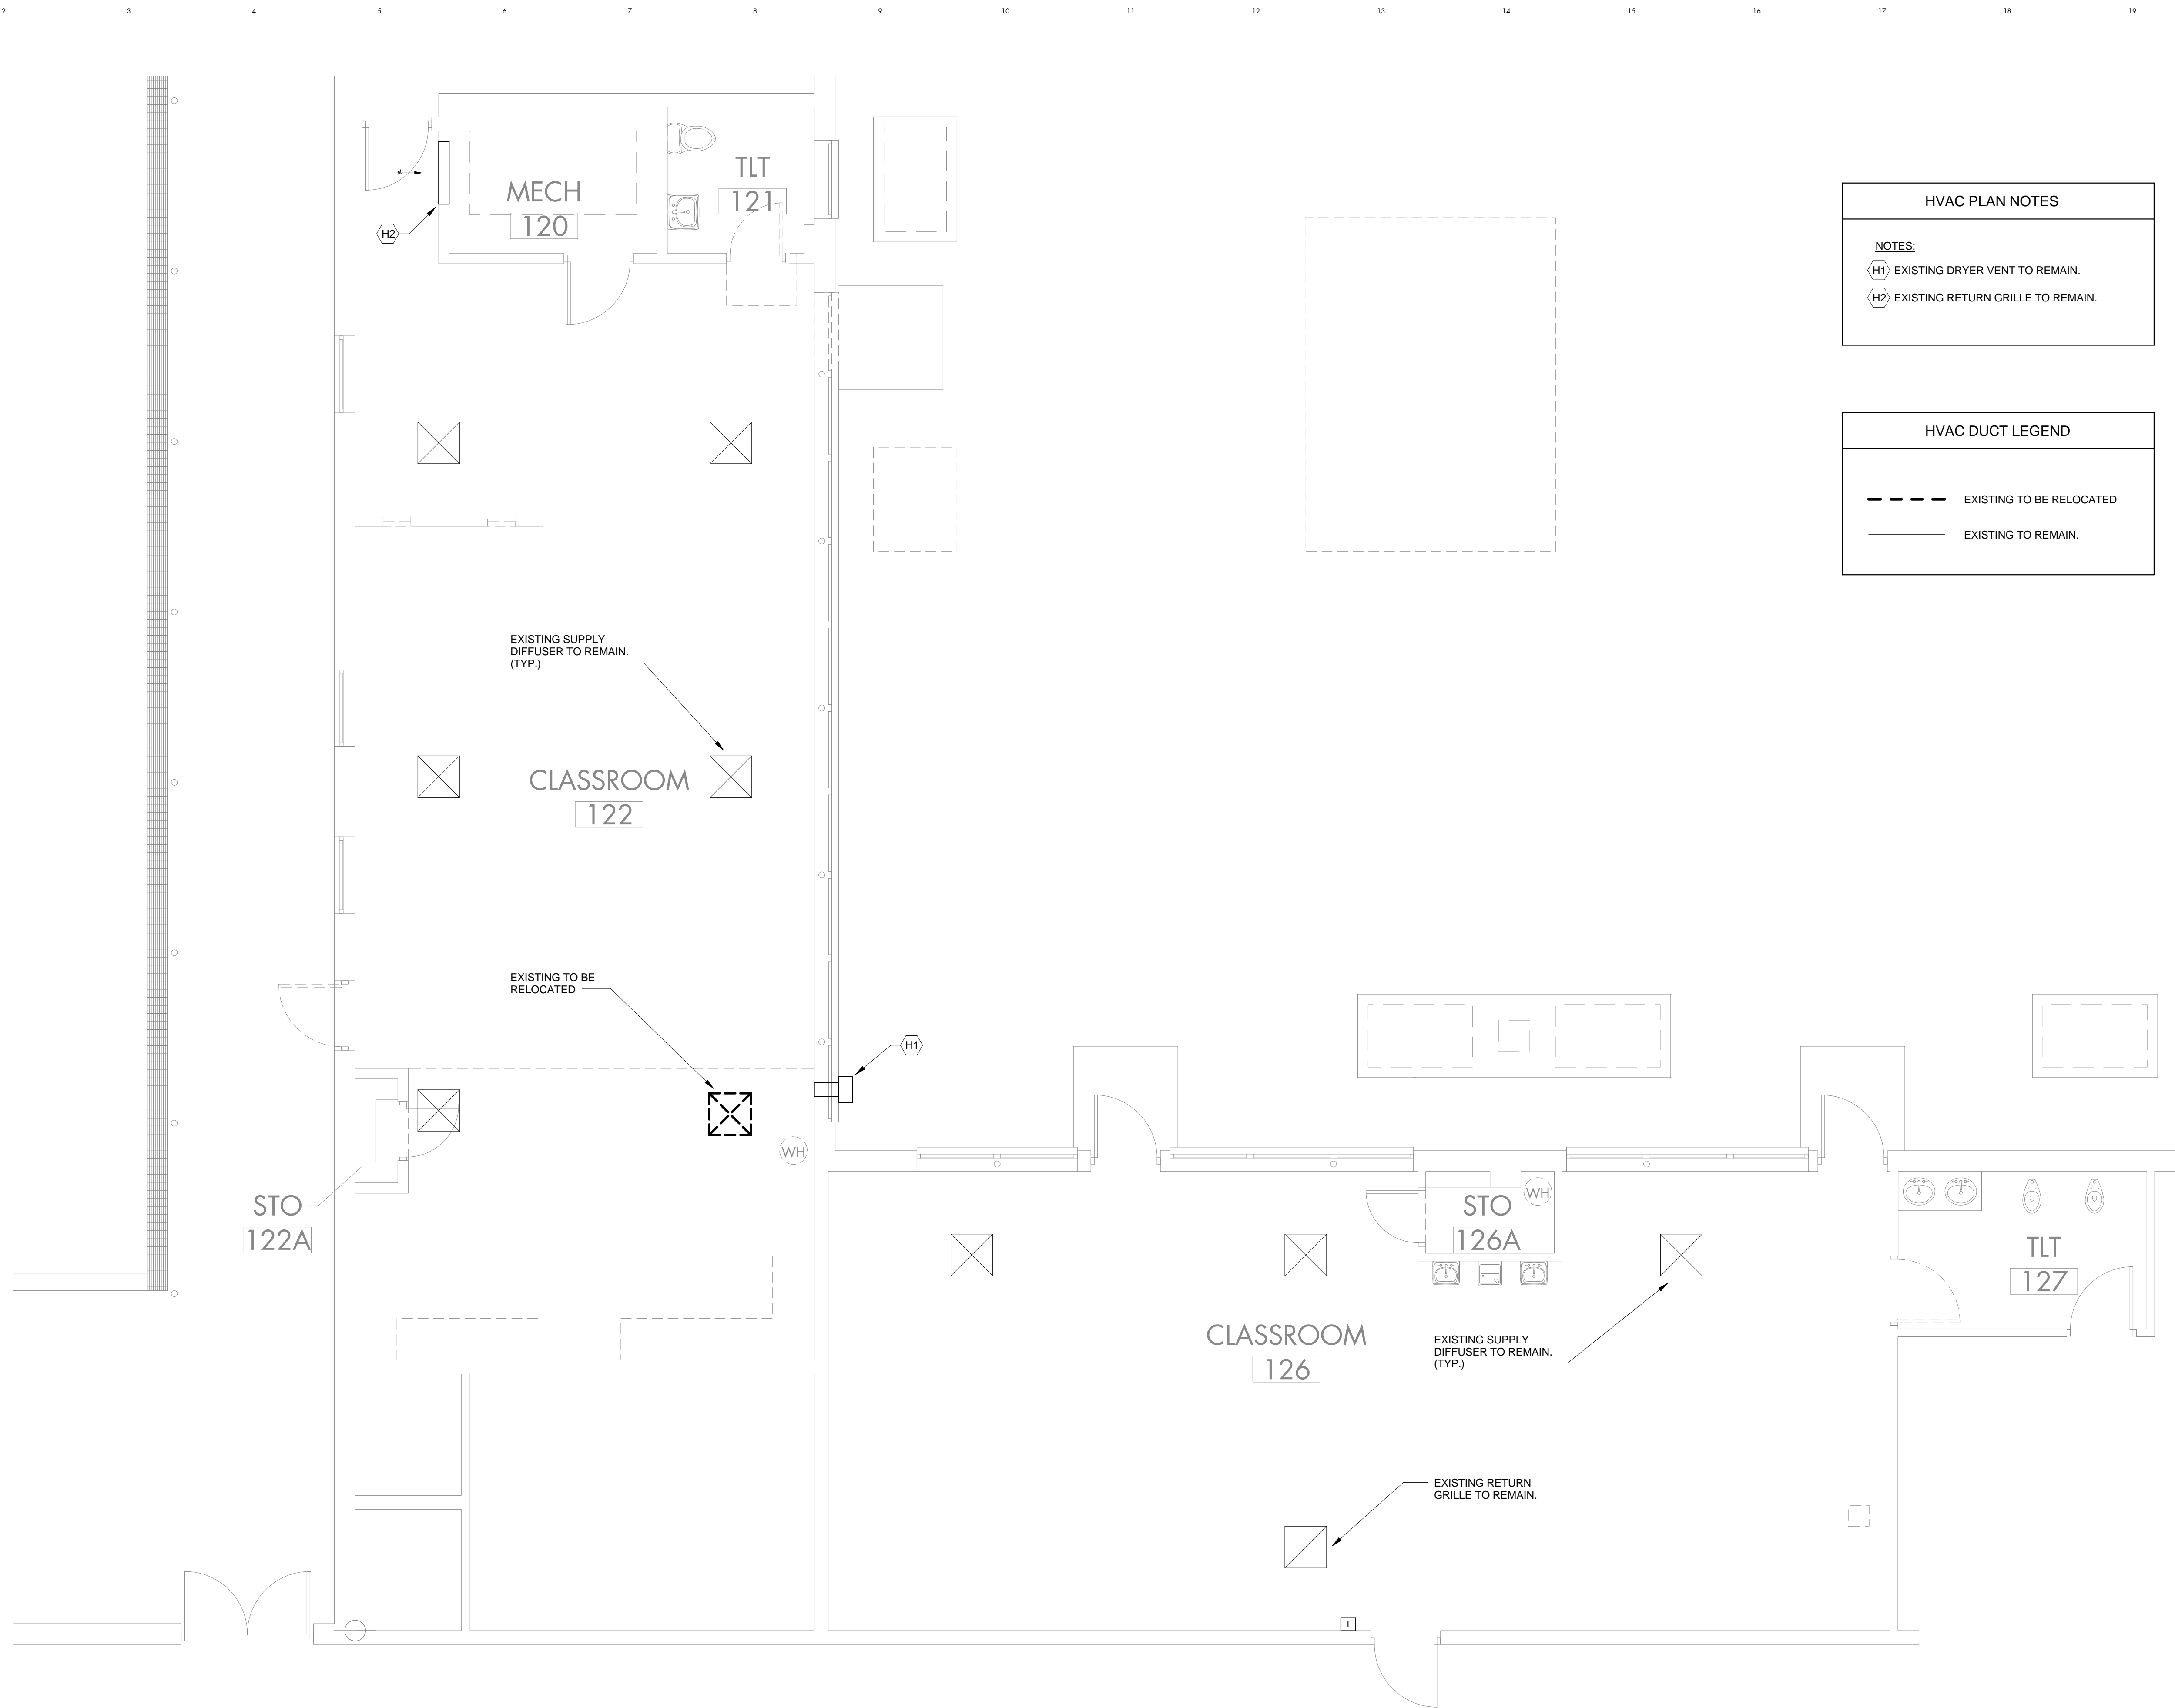 2 3 4 5 6 7 8 9 10 11 12 13 14 15 16 17 18 19
MECH
120
TLT
121
H2
HVAC PLAN NOTES
NOTES:
H1 EXISTING DRYER VENT TO REMAIN.
H2 EXISTING RETURN GRILLE TO REMAIN.
HVAC DUCT LEGEND
EXISTING TO BE RELOCATED
EXISTING TO REMAIN.
EXISTING SUPPLY
DIFFUSER TO REMAIN.
(TYP.)
CLASSROOM
122
EXISTING TO BE
RELOCATED
H1
WH
STO
122A
STO
126A
WH
TLT
127
CLASSROOM
126
EXISTING SUPPLY
DIFFUSER TO REMAIN.
(TYP.)
EXISTING RETURN
GRILLE TO REMAIN.
T